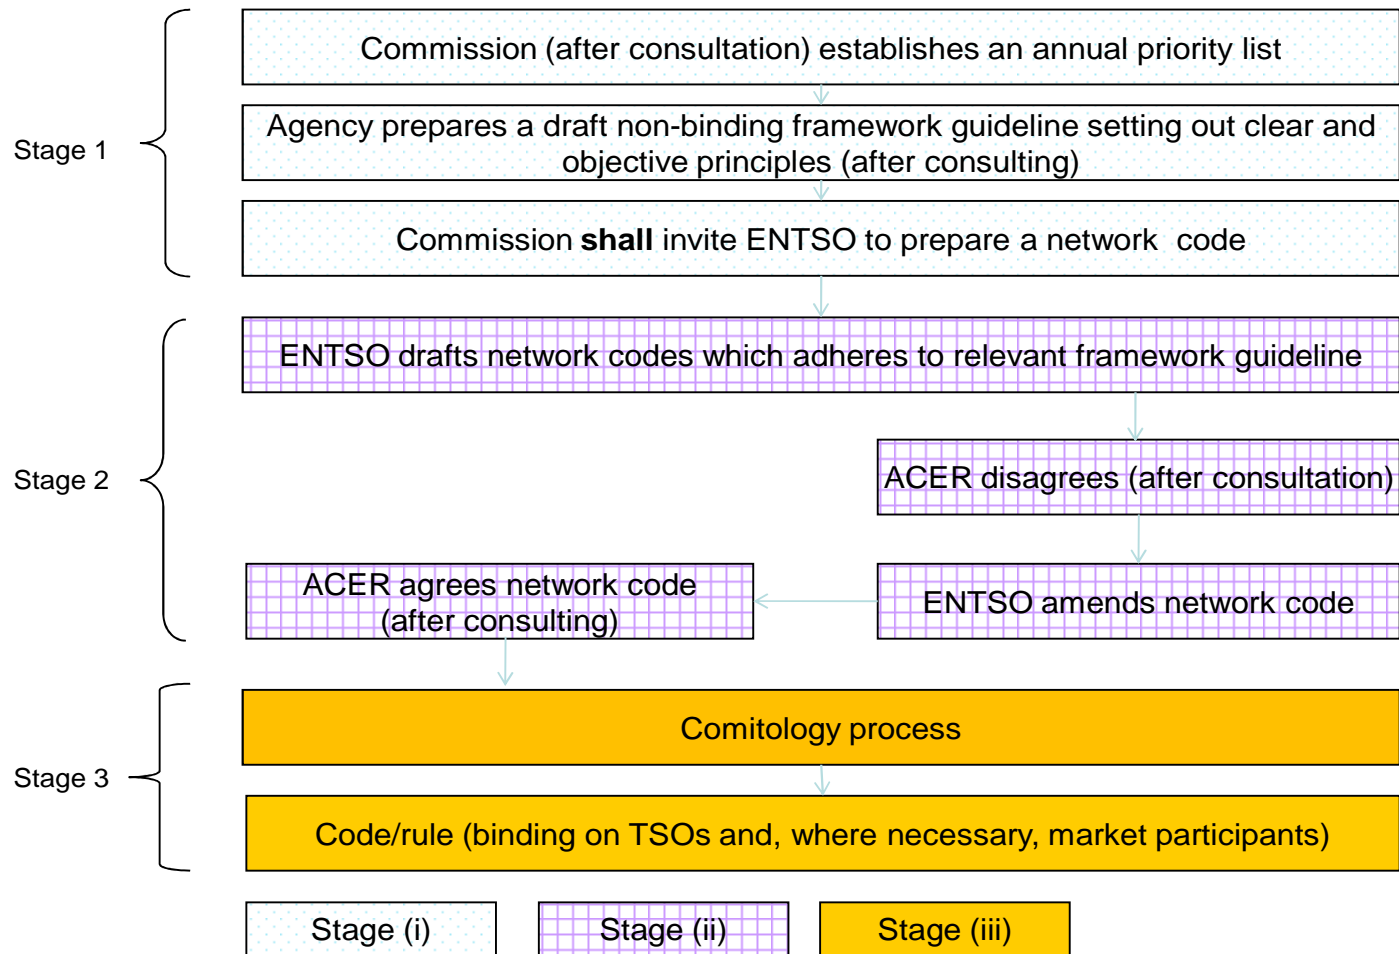 Commission (after consultation) establishes an annual priority list
Stage 1
Agency prepares a draft non-binding framework guideline setting out clear and
objective principles (after consulting)
Commission shall invite ENTSO to prepare a network code
ENTSO drafts network codes which adheres to relevant framework guideline
Stage 2
ACER disagrees (after consultation)
ACER agrees network code
(after consulting)
ENTSO amends network code
Comitology process
Stage 3
Code/rule (binding on TSOs and, where necessary, market participants)
Stage (i)
Stage (ii)
Stage (iii)